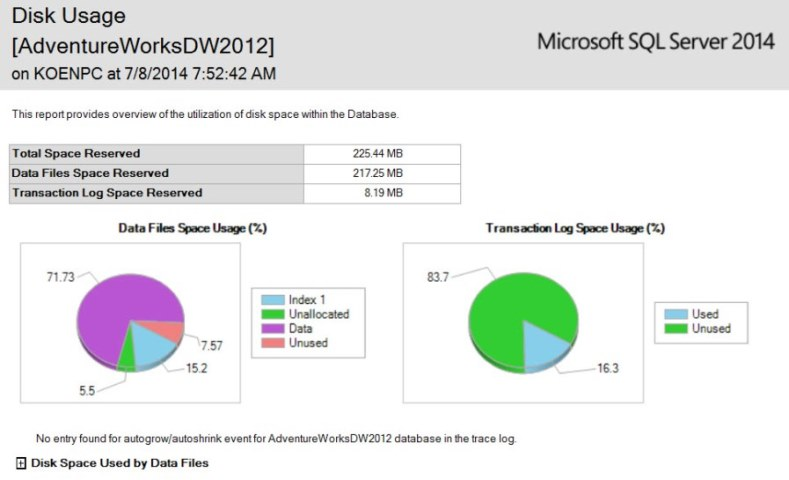 Disk Usage
[AdventureWorksDW2012]
on KOENPC at 7/8/2014 7:52:42 AM
Microsoft SQL Server 2014
This report provides overview of the utilization of disk space within the Database.
Total Space Reserved 225.44 MB
Data Files Space Reserved 217.25 MB
Transaction Log Space Reserved 8.19 MB
Data Files Space Usage (%)
71.73
7.57
15.2
5.5
Index 1
Unallocated
Data
Unused
Transaction Log Space Usage (%)
83.7
16.3
Used
Unused
No entry found for autogrow/autoshrink event for AdventureWorksDW2012 database in the trace log.
Disk Space Used by Data Files